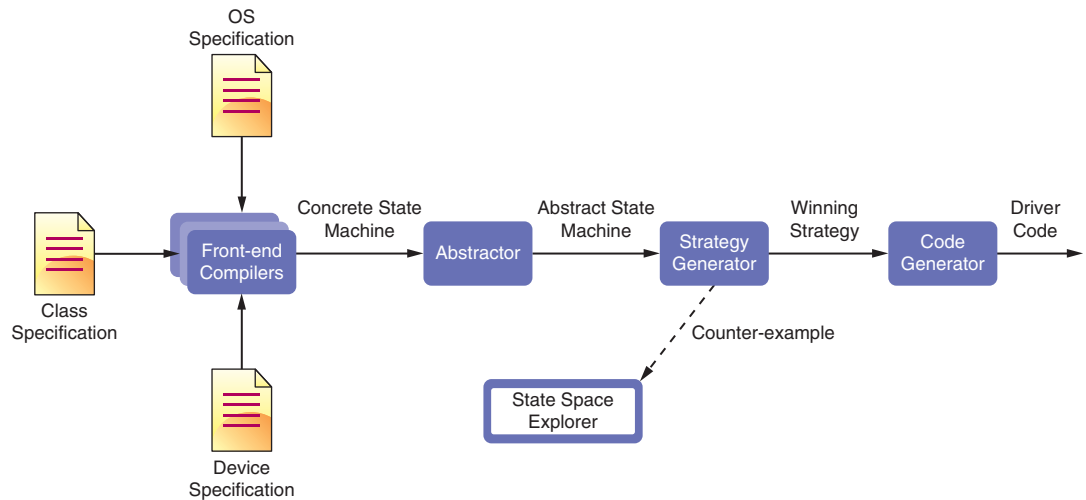 OS
Specification
Class
Specification
Device
Specification
Front-end
Compilers
Concrete State
Machine
Abstractor
Abstract State
Machine
Strategy
Generator
Winning
Strategy
Code
Generator
Driver
Code
Counter-example
State Space
Explorer